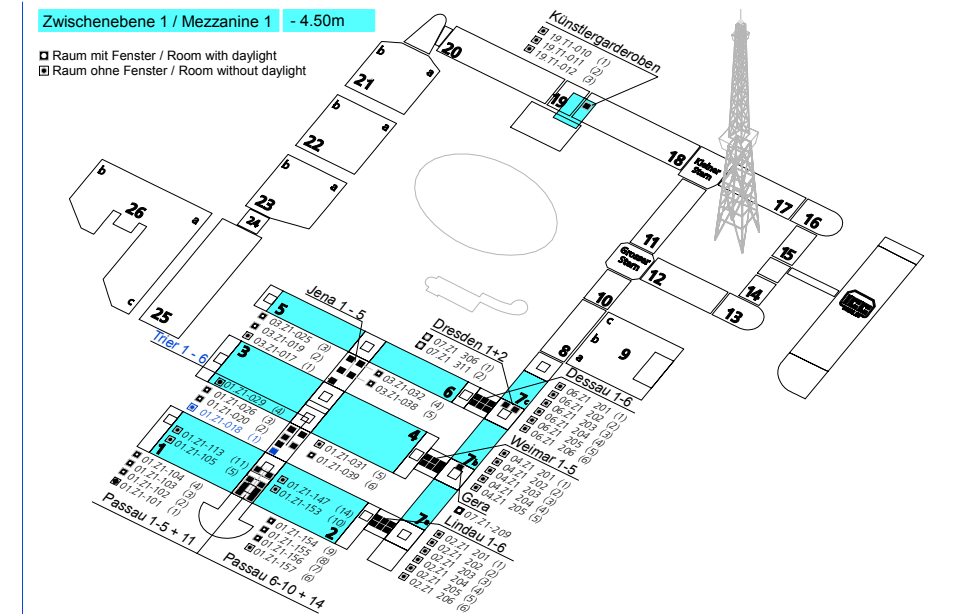 Zwischenebene 1 / Mezzanine 1 - 4.50m
Raum mit Fenster / Room with daylight
Raum ohne Fenster / Room without daylight
Künstlergarderoben
19.T1-010 (1)
19.T1-011 (2)
19.T1-012 (3)
20
b
a
21
19
b
a
22
18
Kleiner
Stern
17
16
b
a
23
24
b
26
a
c
25
11
Grosser
Stern
12
15
14
13
10
c
b
a
9
8
Jena 1 - 5
5
03.Z1-025 (3)
03.Z1-019 (2)
03.Z1-017 (1)
Dresden 1+2
07.Z1 306 (1)
07.Z1 311 (2)
03.Z1-032 (4)
03.Z1-038 (5)
6
7c
Trier 1 - 6
3
01.Z1-029 (4)
01.Z1-026 (3)
01.Z1-020 (2)
01.Z1-018 (1)
Dessau 1-6
06.Z1 201 (1)
06.Z1 202 (2)
06.Z1 203 (3)
06.Z1 204 (4)
06.Z1 205 (5)
06.Z1 206 (6)
4
01.Z1-031 (5)
01.Z1-039 (6)
7b
Weimar 1-5
04.Z1 201 (1)
04.Z1 202 (2)
04.Z1 203 (3)
04.Z1 204 (4)
04.Z1 205 (5)
Gera
07.Z1-209
1
01.Z1-113 (11)
01.Z1-105 (5)
01.Z1-104 (4)
01.Z1-103 (3)
01.Z1-102 (2)
01.Z1-101 (1)
Passau 1-5 + 11
01.Z1-147 (14)
01.Z1-153 (10)
2
01.Z1-154 (9)
01.Z1-155 (8)
01.Z1-156 (7)
01.Z1-157 (6)
Passau 6-10 + 14
7a
Lindau 1-6
02.Z1 201 (1)
02.Z1 202 (2)
02.Z1 203 (3)
02.Z1 204 (4)
02.Z1 205 (5)
02.Z1 206 (6)